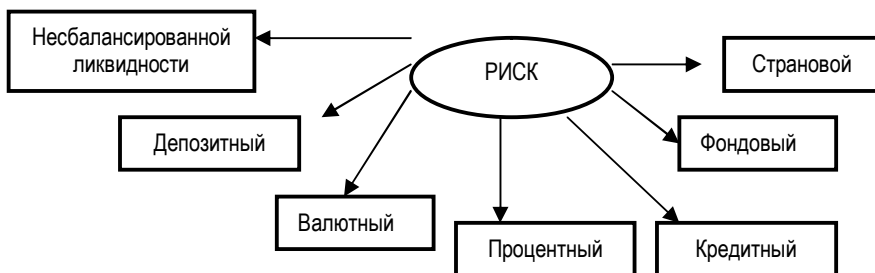 Несбалансированной
ликвидности
РИСК
Страновой
Депозитный
Фондовый
Валютный
Процентный
Кредитный